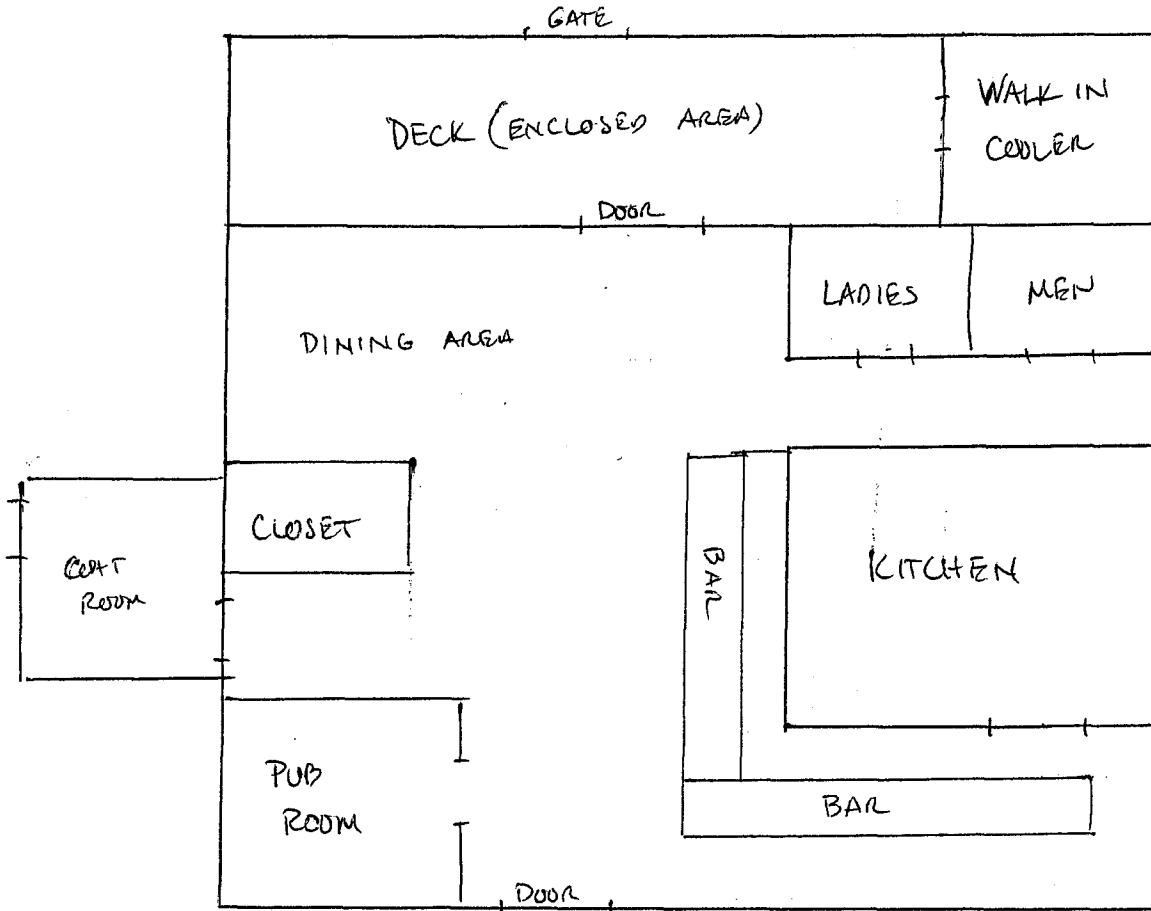 GATE
DECK (ENCLOSED AREA)
WALK IN
COOLER
DOOR
LADIES
MEN
DINING AREA
CLOSET
COAT
ROOM
BAR
KITCHEN
PUB
ROOM
BAR
DOOR